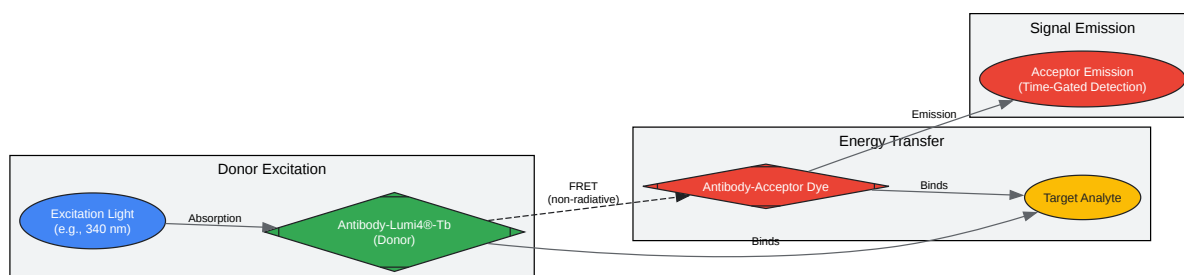 Signal Emission
Acceptor Emission
(Time-Gated Detection)
Emission
Energy Transfer
Donor Excitation
FRET
(non-radiative)
Antibody-Acceptor Dye
Binds
Target Analyte
Excitation Light
(e.g., 340 nm)
Absorption
Antibody-Lumi4®-Tb
(Donor)
Binds